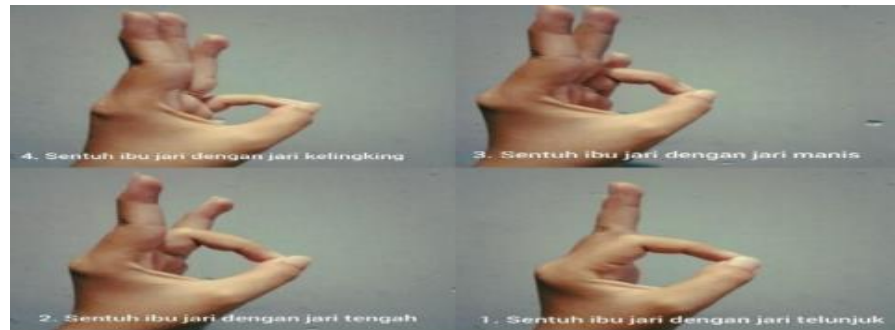 4. Sentuh ibu jari dengan jari kelingking
3. Sentuh ibu jari dengan jari manis
2. Sentuh ibu jari dengan jari tengah
1. Sentuh ibu jari dengan jari telunjuk